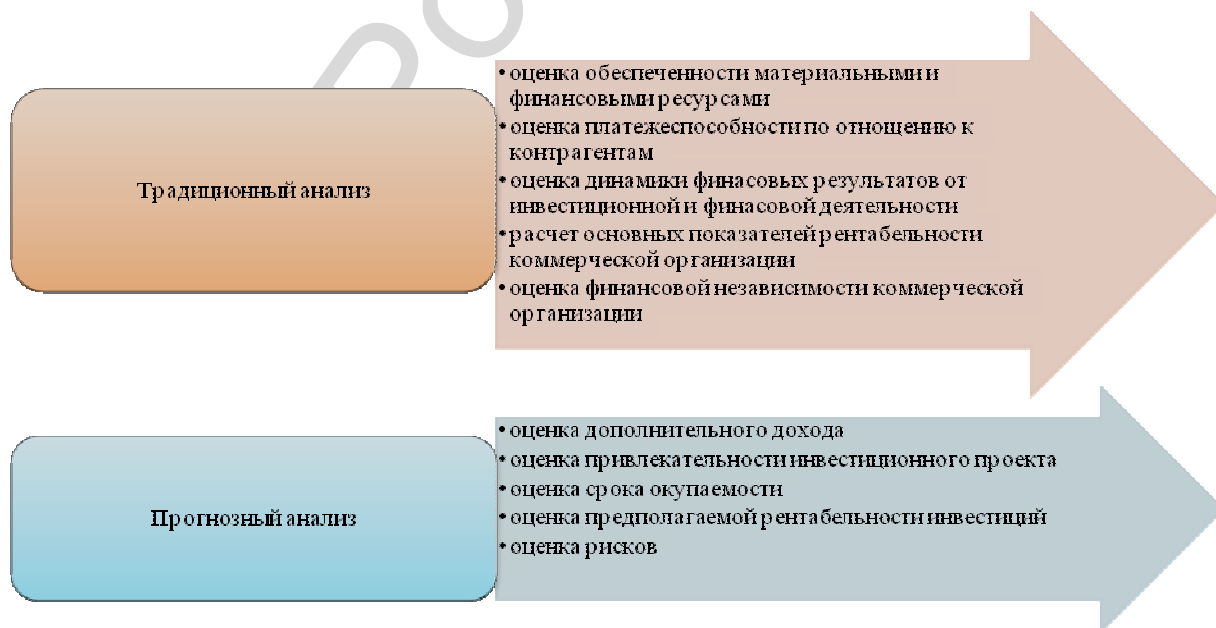 Традиционный анализ
• оценка обеспеченности материальными и
финансовыми ресурсами
• оценка платежеспособности по отношению к
контрагентам
• оценка динамики финасовых результатов от
инвестиционной и финасовой деятельности
• расчет основных показателей рентабельности
коммерческой организации
• оценка финансовой независимости коммерческой
организации
Прогнозный анализ
• оценка дополнительного дохода
• оценка привлекательности инвестиционного проекта
• оценка срока окупаемости
• оценка предполагаемой рентабельности инвестиций
• оценка рисков